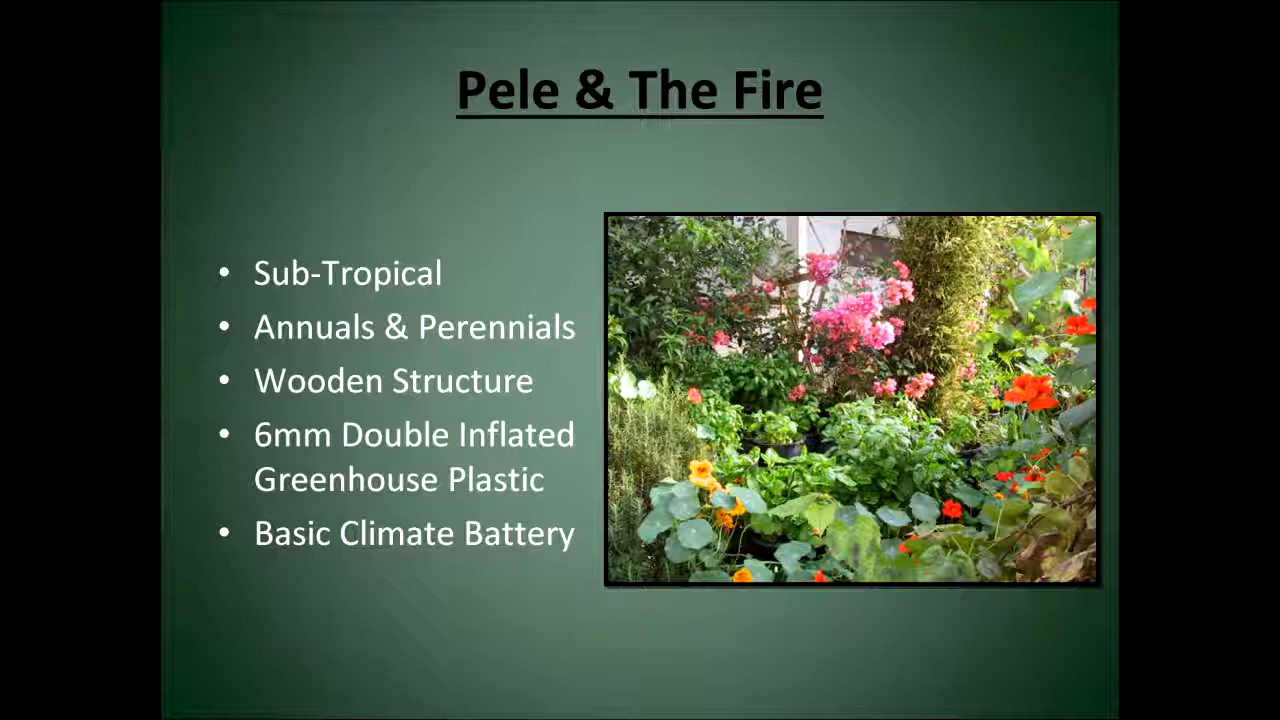 Pele & The Fire
• Sub-Tropical
• Annuals & Perennials
• Wooden Structure
• 6mm Double Inflated
Greenhouse Plastic
• Basic Climate Battery